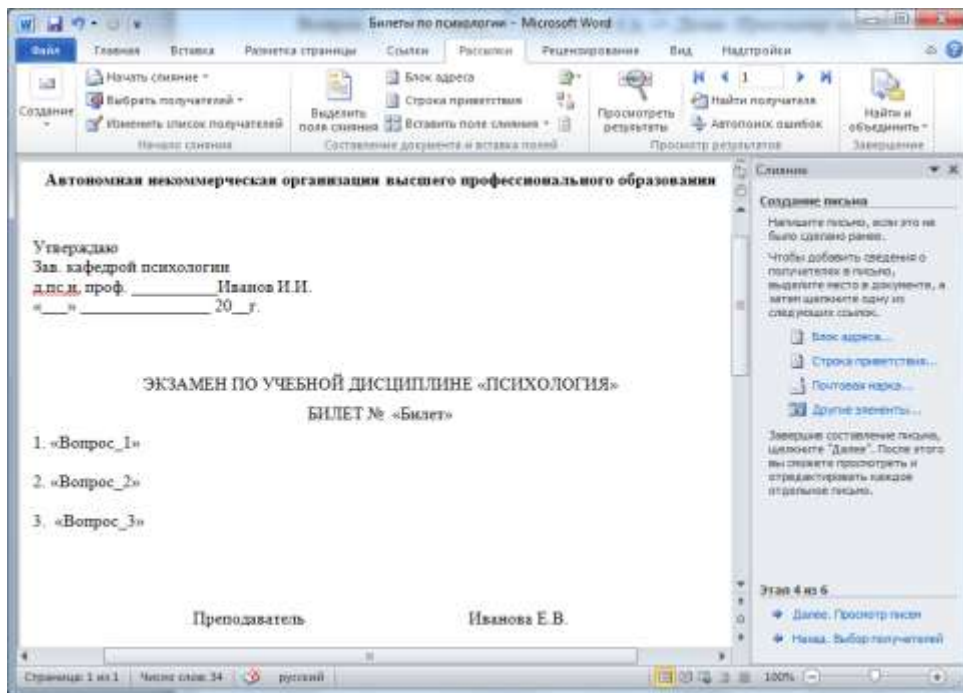 Билеты по психологии - Microsoft Word
Файл Главная Вставка Разметка страницы Ссылки Рассылки Рецензирование Вид Надстройки
Создание
Начать слияние
Выбрать получателей
Изменить список получателей
Начало слияния
Выделить поля слияния
Блок адреса
Строка приветствия
Вставить поле слияния
Составление документа и вставка полей
Просмотреть результаты
1
Найти получателя
Автопоиск ошибок
Просмотр результатов
Найти и объединить
Завершение
Автономная некоммерческая организация высшего профессионального образования
Утверждаю
Зав. кафедрой психологии
д.пс.н, проф. __________Иванов И.И.
«___» _______________ 20__г.
ЭКЗАМЕН ПО УЧЕБНОЙ ДИСЦИПЛИНЕ «ПСИХОЛОГИЯ»
БИЛЕТ № «Билет»
1. «Вопрос_1»
2. «Вопрос_2»
3. «Вопрос_3»
Преподаватель Иванова Е.В.
Слияние
Создание письма
Напишите письмо, если это не
было сделано ранее.
Чтобы добавить сведения о
получателях в письмо,
выделите место в документе, а
затем щелкните одну из
следующих ссылок.
Блок адреса...
Строка приветствия...
Почтовая марка...
Другие элементы...
Завершив составление письма,
щелкните "Далее". После этого
вы сможете просмотреть и
отредактировать каждое
отдельное письмо.
Этап 4 из 6
Далее. Просмотр писем
Назад. Выбор получателей
Страница: 1 из 1 Число слов: 34 русский 100%